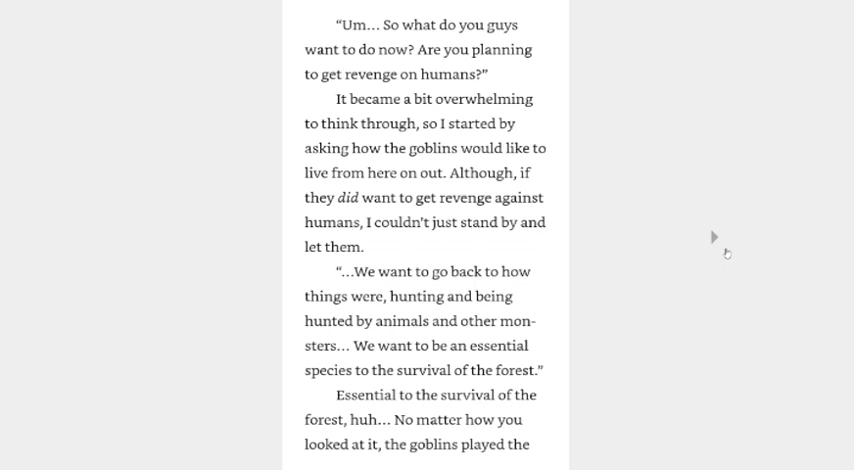 “Um… So what do you guys
want to do now? Are you planning
to get revenge on humans?”
It became a bit overwhelming
to think through, so I started by
asking how the goblins would like to
live from here on out. Although, if
they did want to get revenge against
humans, I couldn’t just stand by and
let them.
“…We want to go back to how
things were, hunting and being
hunted by animals and other mon-
sters… We want to be an essential
species to the survival of the forest.”
Essential to the survival of the
forest, huh… No matter how you
looked at it, the goblins played the